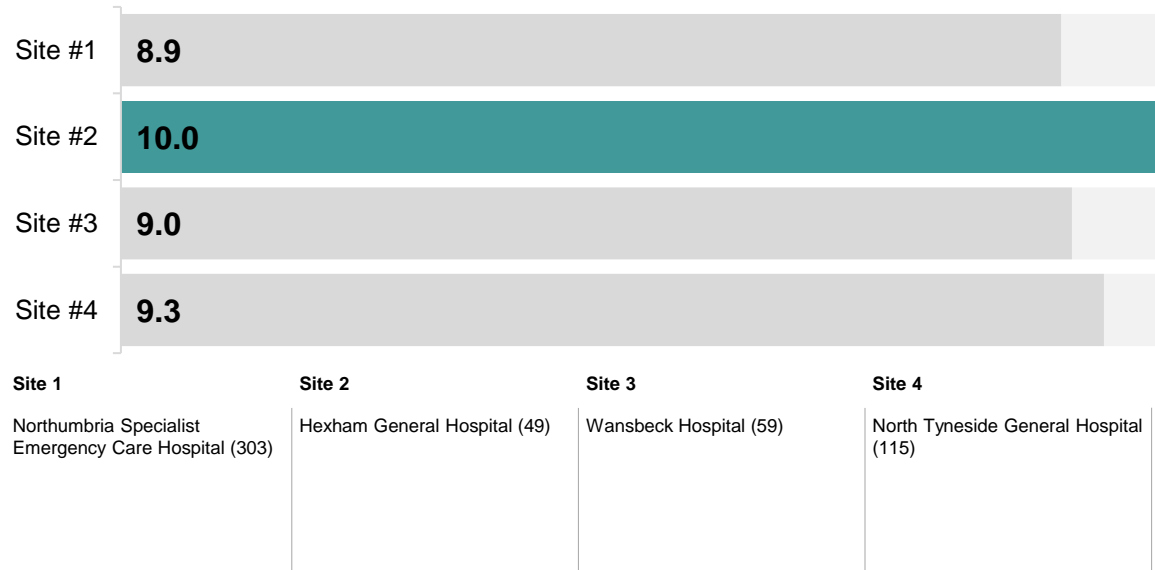 Site #1
8.9
Site #2
10.0
Site #3
9.0
Site #4
9.3
Site 1
Northumbria Specialist
Emergency Care Hospital (303)
Site 2
Hexham General Hospital (49)
Site 3
Wansbeck Hospital (59)
Site 4
North Tyneside General Hospital
(115)